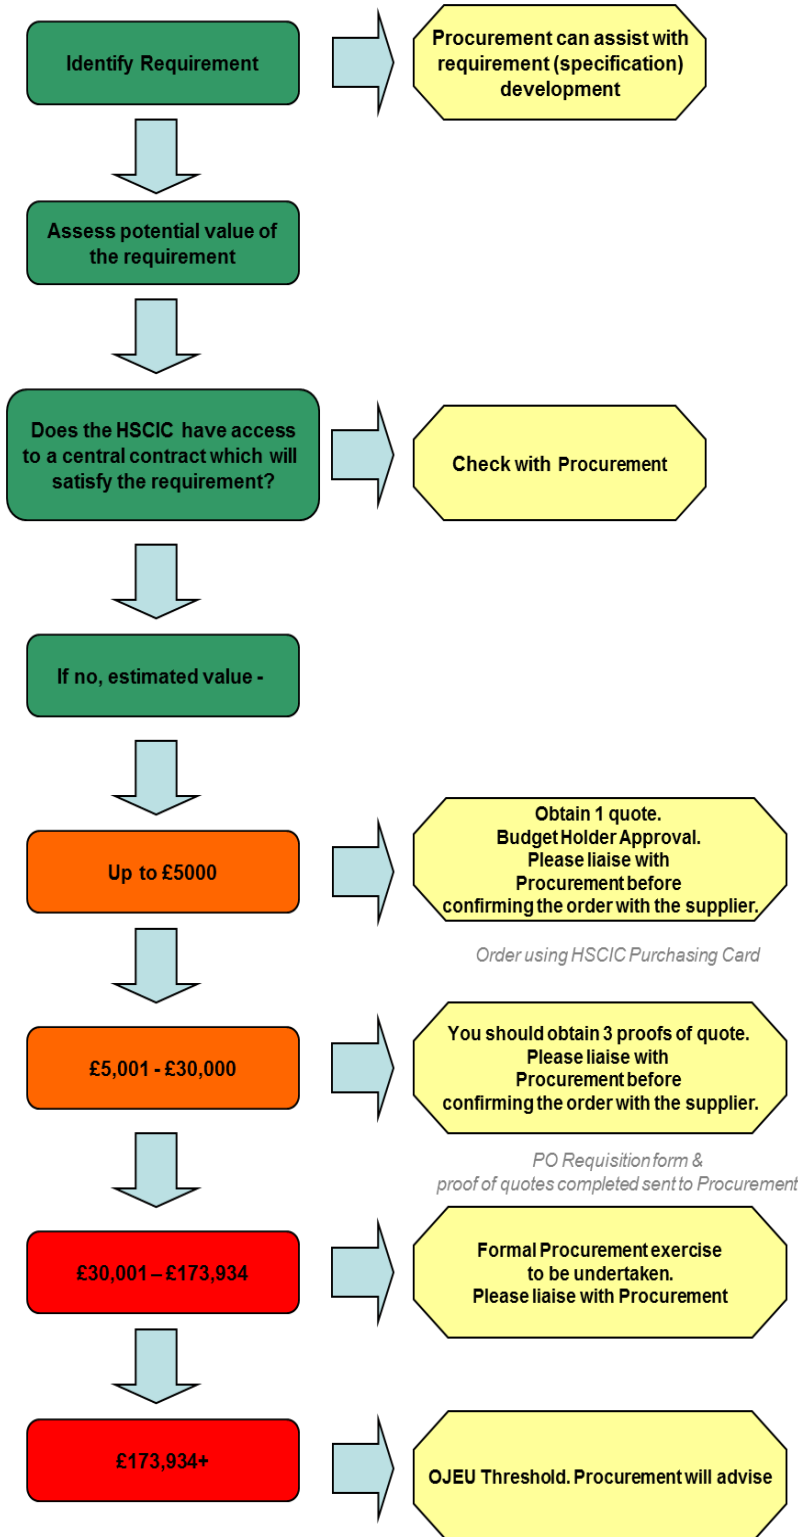 Identify Requirement
Procurement can assist with
requirement (specification)
development
Assess potential value of
the requirement
Does the HSCIC have access
to a central contract which will
satisfy the requirement?
Check with Procurement
If no, estimated value -
Up to £5000
Obtain 1 quote.
Budget Holder Approval.
Please liaise with
Procurement before
confirming the order with the supplier.
Order using HSCIC Purchasing Card
£5,001 - £30,000
You should obtain 3 proofs of quote.
Please liaise with
Procurement before
confirming the order with the supplier.
PO Requisition form &
proof of quotes completed sent to Procurement
£30,001 – £173,934
Formal Procurement exercise
to be undertaken.
Please liaise with Procurement
£173,934+
OJEU Threshold. Procurement will advise